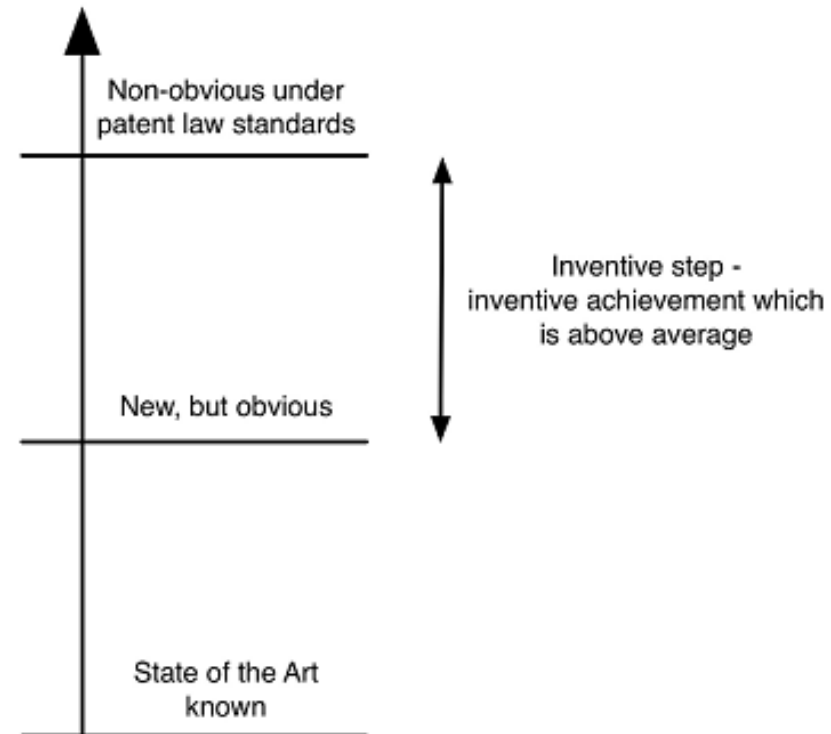 Non-obvious under
patent law standards
Inventive step -
inventive achievement which
is above average
New, but obvious
State of the Art
known